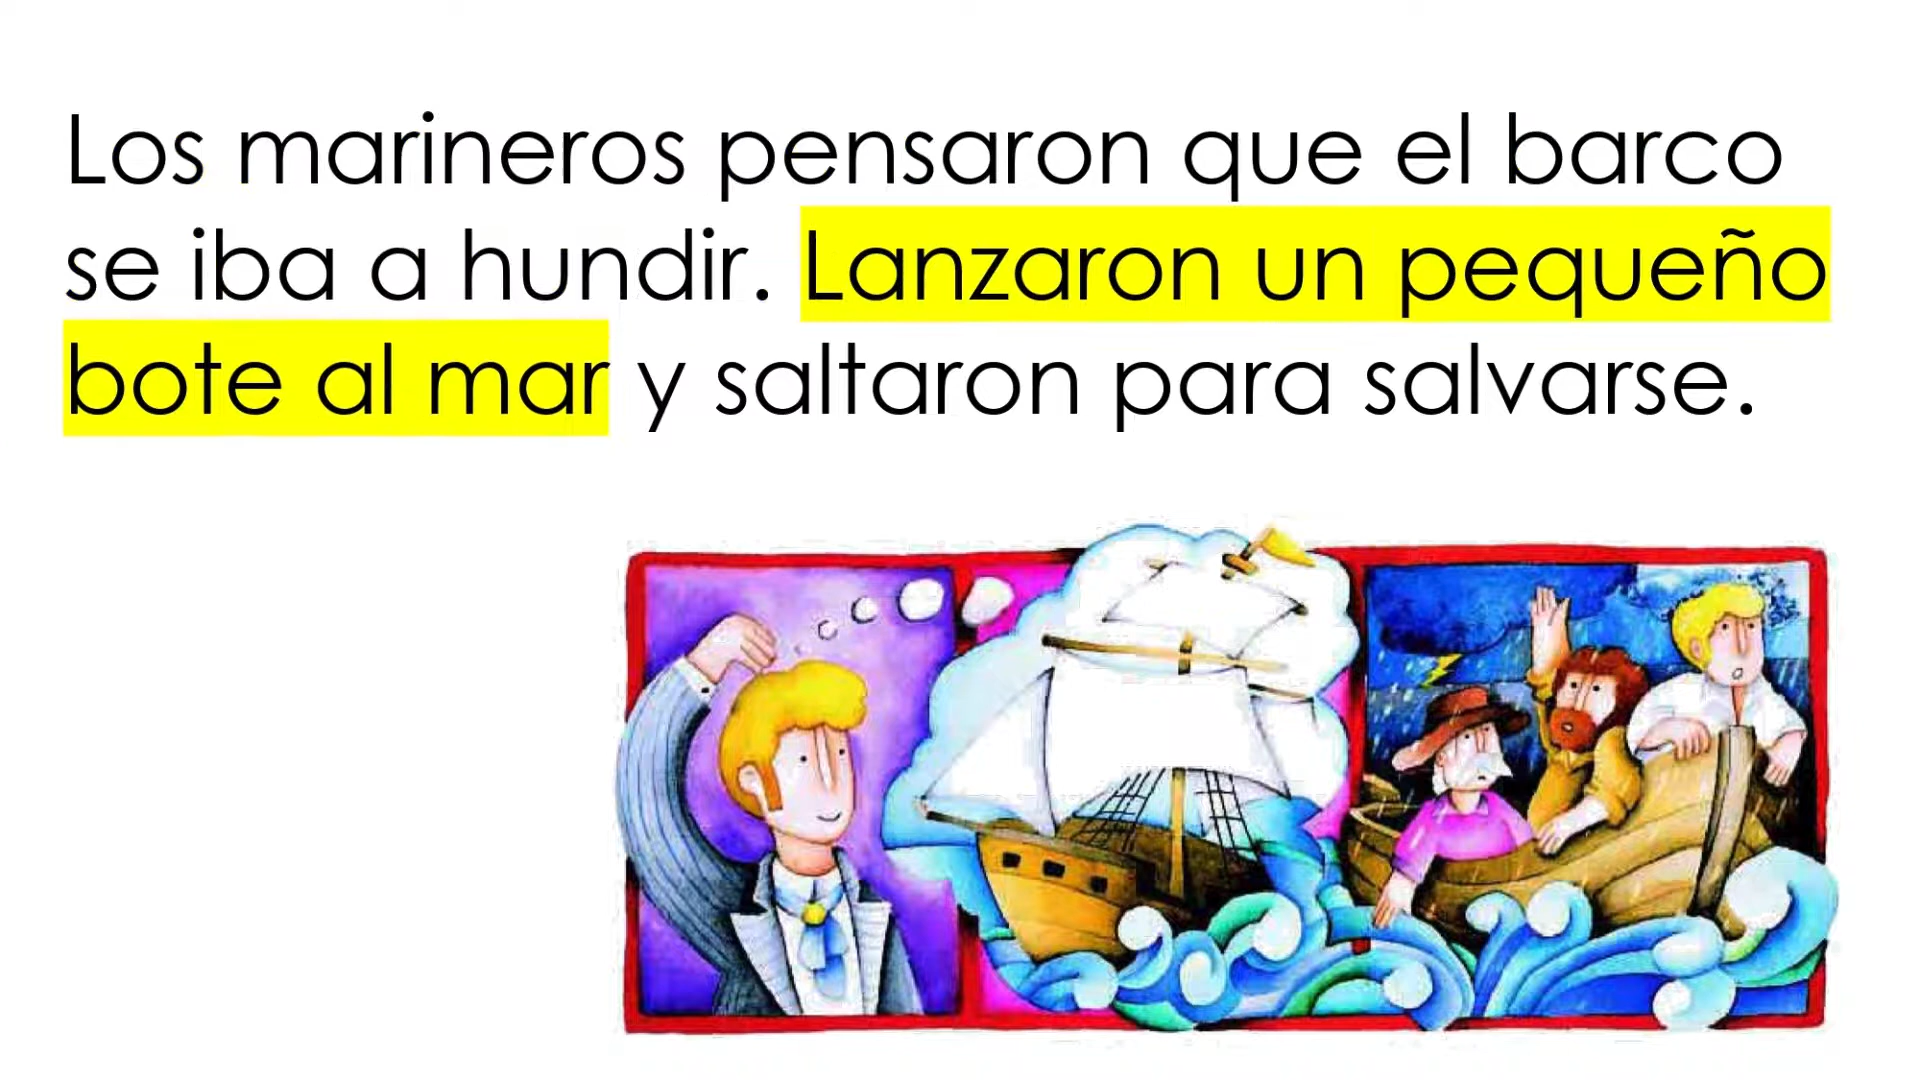 Los marineros pensaron que el barco
se iba a hundir. Lanzaron un pequeño
bote al mar y saltaron para salvarse.